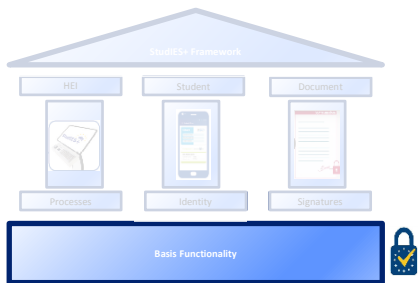 StudIES+ Framework
HEI
Student
Document
Processes
Identity
Signatures
Basis Functionality